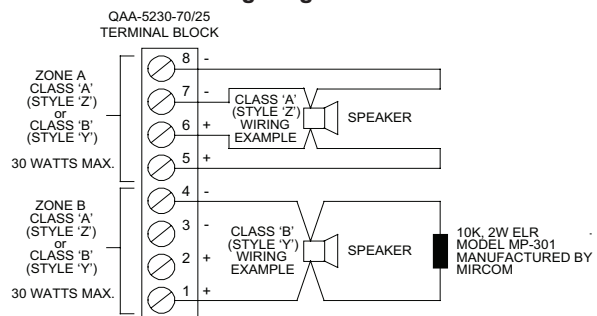 QAA-5230-70/25
TERMINAL BLOCK
ZONE A
CLASS 'A'
(STYLE 'Z')
or
CLASS 'B'
(STYLE 'Y')
30 WATTS MAX.
8 -
7 -
6 +
5 +
CLASS 'A'
(STYLE 'Z')
WIRING
EXAMPLE
SPEAKER
ZONE B
CLASS 'A'
(STYLE 'Z')
or
CLASS 'B'
(STYLE 'Y')
30 WATTS MAX.
4 -
3 -
2 +
1 +
CLASS 'B'
(STYLE 'Y')
WIRING
EXAMPLE
SPEAKER
10K, 2W ELR
MODEL MP-301
MANUFACTURED BY
MIRCOM